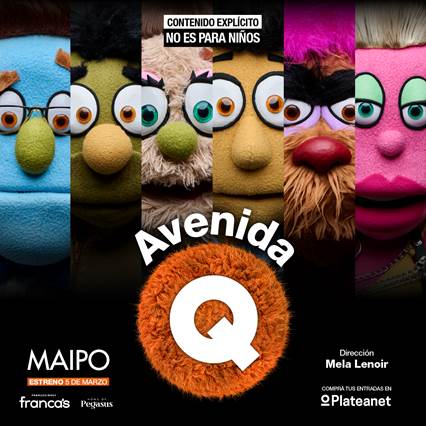 CONTENIDO EXPLÍCITO
NO ES PARA NIÑOS
Avenida
Q
MAIPO
ESTRENO 5 DE MARZO
franca's
Pegasus
Dirección
Mela Lenoir
COMPRÁ TUS ENTRADAS EN
Plateanet